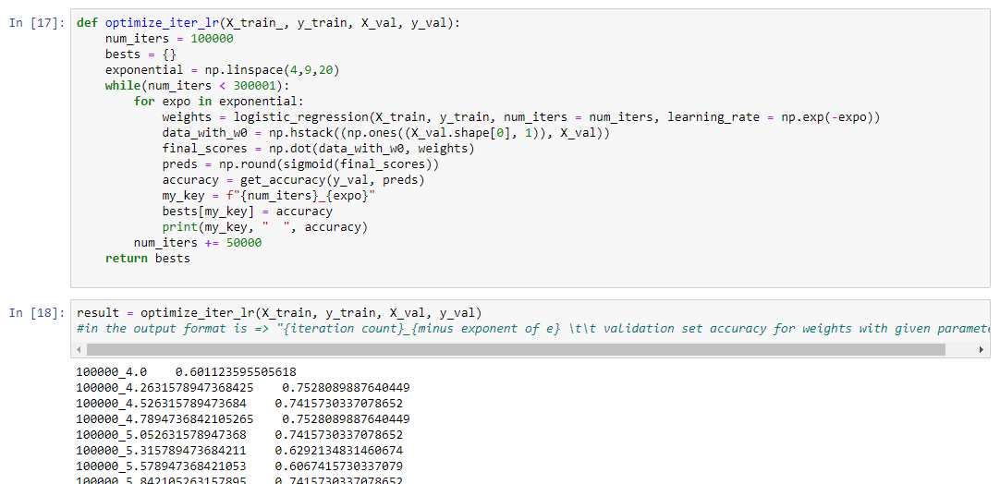 In [17]: def optimize_iter_lr(X_train_, y_train, X_val, y_val):
    num_iters = 100000
    bests = {}
    exponential = np.linspace(4,9,20)
    while(num_iters < 300001):
        for expo in exponential:
            weights = logistic_regression(X_train, y_train, num_iters = num_iters, learning_rate = np.exp(-expo))
            data_with_w0 = np.hstack((np.ones((X_val.shape[0], 1)), X_val))
            final_scores = np.dot(data_with_w0, weights)
            preds = np.round(sigmoid(final_scores))
            accuracy = get_accuracy(y_val, preds)
            my_key = f"{num_iters}_{expo}"
            bests[my_key] = accuracy
            print(my_key, "  ", accuracy)
        num_iters += 50000
    return bests
In [18]: result = optimize_iter_lr(X_train, y_train, X_val, y_val)
#in the output format is => "{iteration count}_{minus exponent of e} \t\t validation set accuracy for weights with given paramete
100000_4.0    0.601123595505618
100000_4.2631578947368425    0.7528089887640449
100000_4.526315789473684    0.7415730337078652
100000_4.7894736842105265    0.7528089887640449
100000_5.052631578947368    0.7415730337078652
100000_5.315789473684211    0.6292134831460674
100000_5.578947368421053    0.6067415730337079
100000_5.842105263157895    0.7415730337078652